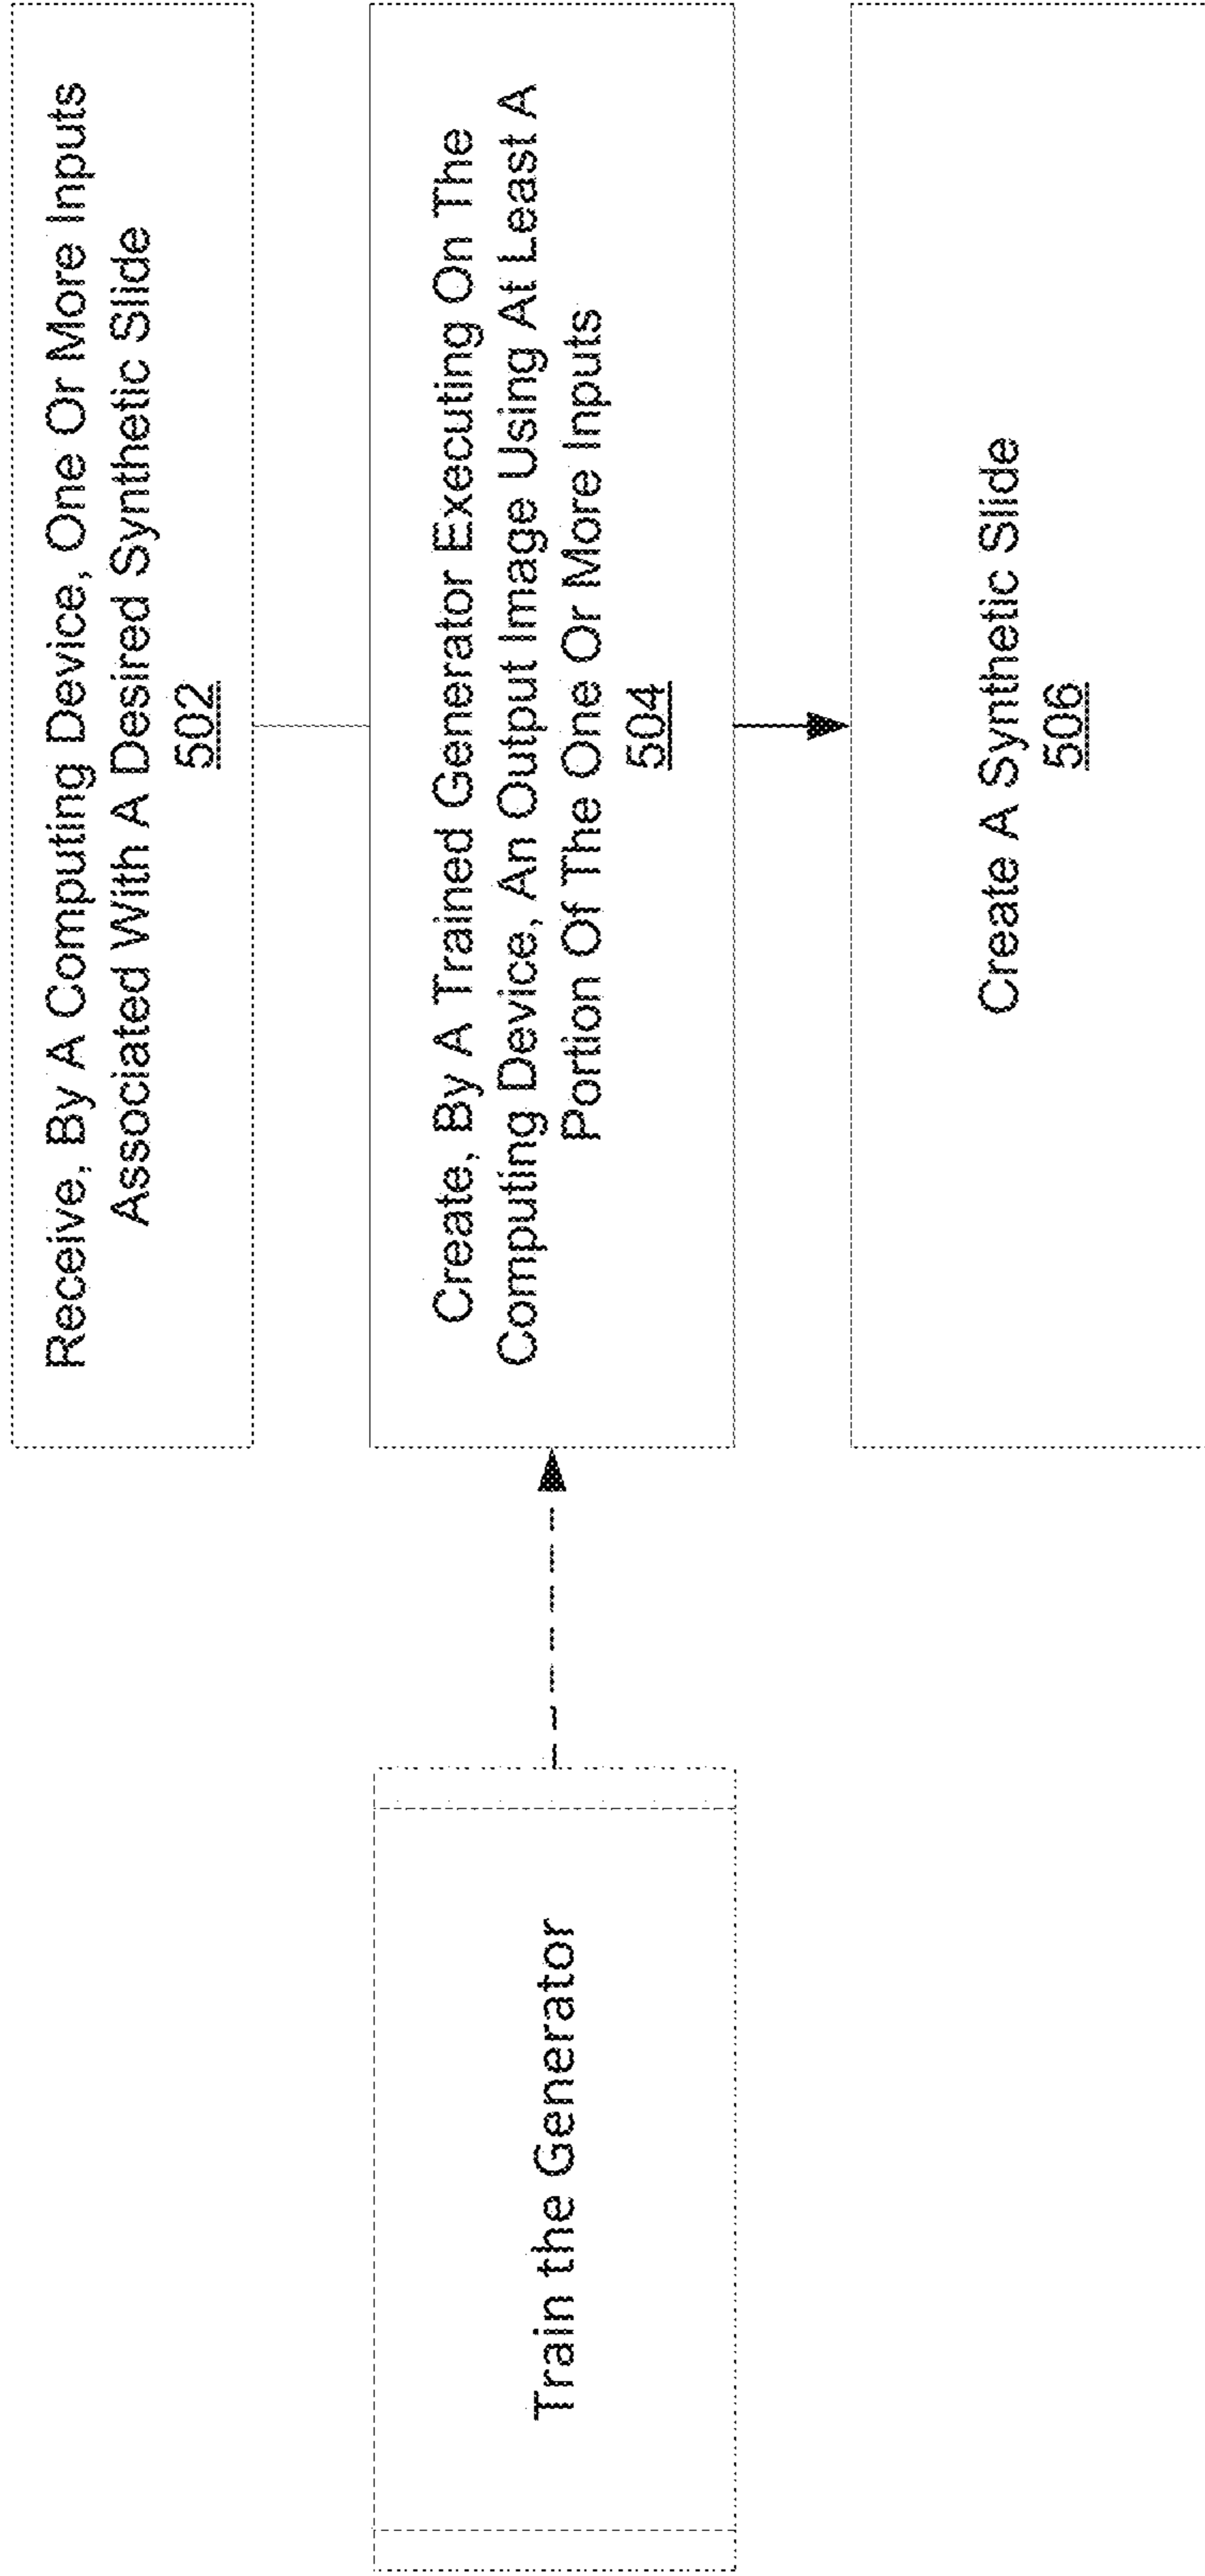 Receive, By A Computing Device, One Or More Inputs
Associated With A Desired Synthetic Slide
502
Train the Generator
Create, By A Trained Generator Executing On The
Computing Device, An Output Image Using At Least A
Portion Of The One Or More Inputs
504
Create A Synthetic Slide
506